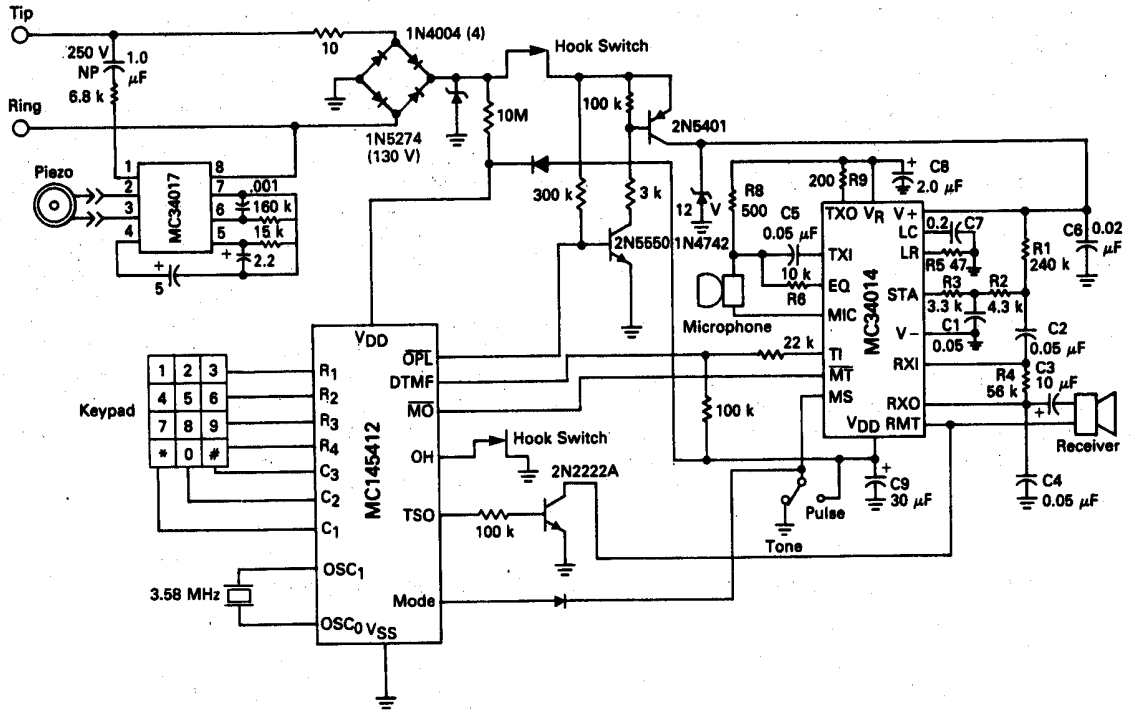 Tip
250 V
NP
1.0
μF
6.8 k
10
1N4004 (4)
Hook Switch
Ring
1N5274
(130 V)
10M
100 k
2N5401
Piezo
1
2
3
4
8
7
6
5
MC34017
.001
160 k
15 k
2.2
+
5
+
300 k
3 k
12 V
1N4742
2N5550
R8
500
C5
0.05 μF
10 k
R6
200
R9
+
C8
2.0 μF
Microphone
TXO
VR
V+
LC
LR
TXI
EQ
MIC
STA
V−
TI
MT
MS
RXI
RXO
VDD
RMT
MC34014
0.2
C7
R5 47
R1
240 k
C6
0.02
μF
R3
3.3 k
R2
4.3 k
C1
0.05
C2
0.05 μF
R4
56 k
C3
10 μF
+
Receiver
C4
0.05 μF
22 k
100 k
+
C9
30 μF
Pulse
Tone
Keypad
1 2 3
4 5 6
7 8 9
* 0 #
VDD
R1
R2
R3
R4
C3
C2
C1
OSC1
OSC0
VSS
MC145412
OPL
DTMF
MO
OH
TSO
Mode
Hook Switch
2N2222A
100 k
3.58 MHz